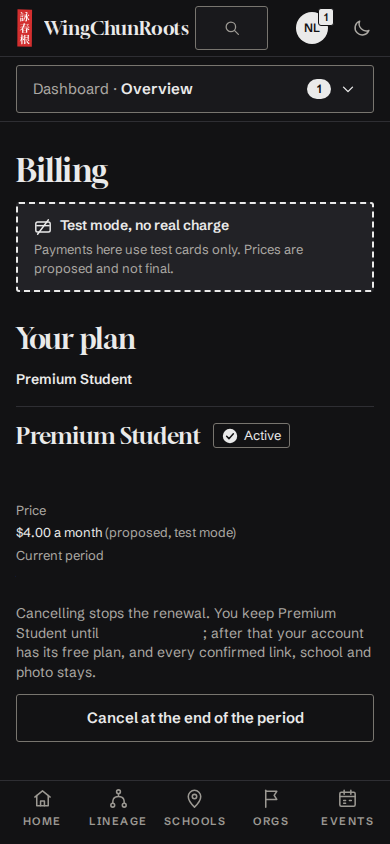 詠春根
WingChunRoots
NL
1
Dashboard · Overview
1
Billing
Test mode, no real charge
Payments here use test cards only. Prices are
proposed and not final.
Your plan
Premium Student
Premium Student
Active
Price
$4.00 a month (proposed, test mode)
Current period
Cancelling stops the renewal. You keep Premium
Student until ; after that your account
has its free plan, and every confirmed link, school and
photo stays.
Cancel at the end of the period
HOME
LINEAGE
SCHOOLS
ORGS
EVENTS